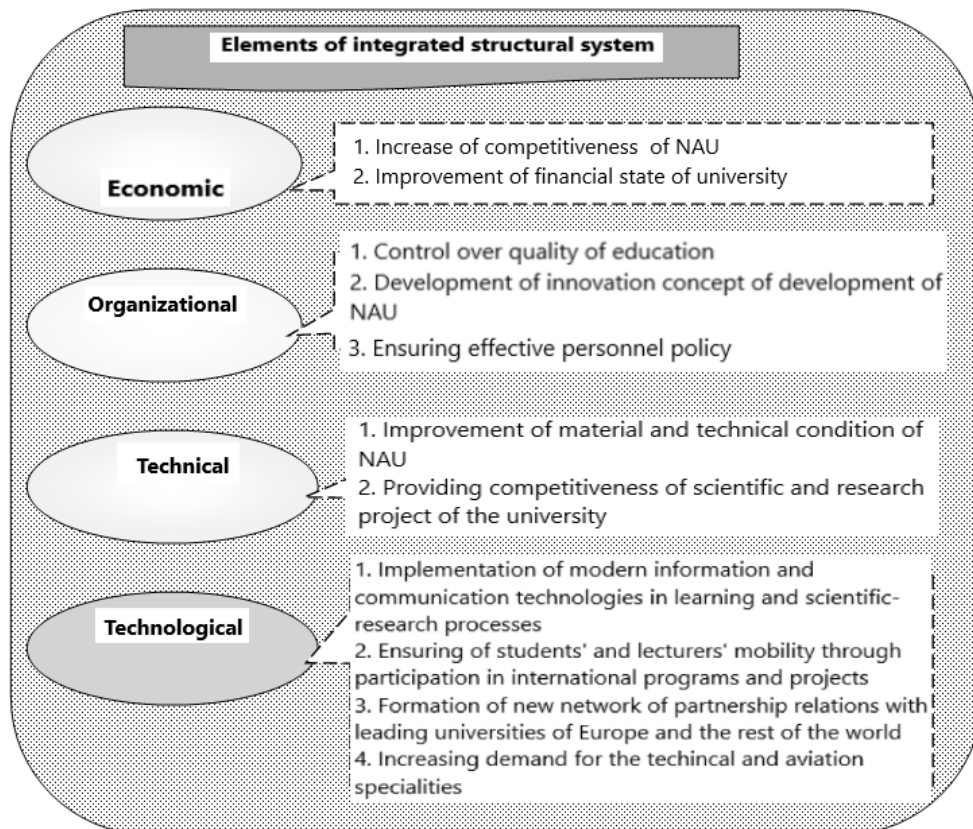 Elements of integrated structural system
Economic
1. Increase of competitiveness of NAU
2. Improvement of financial state of university
Organizational
1. Control over quality of education
2. Development of innovation concept of development of
NAU
3. Ensuring effective personnel policy
Technical
1. Improvement of material and technical condition of
NAU
2. Providing competitiveness of scientific and research
project of the university
Technological
1. Implementation of modern information and
communication technologies in learning and scientific-
research processes
2. Ensuring of students' and lecturers' mobility through
participation in international programs and projects
3. Formation of new network of partnership relations with
leading universities of Europe and the rest of the world
4. Increasing demand for the techincal and aviation
specialities